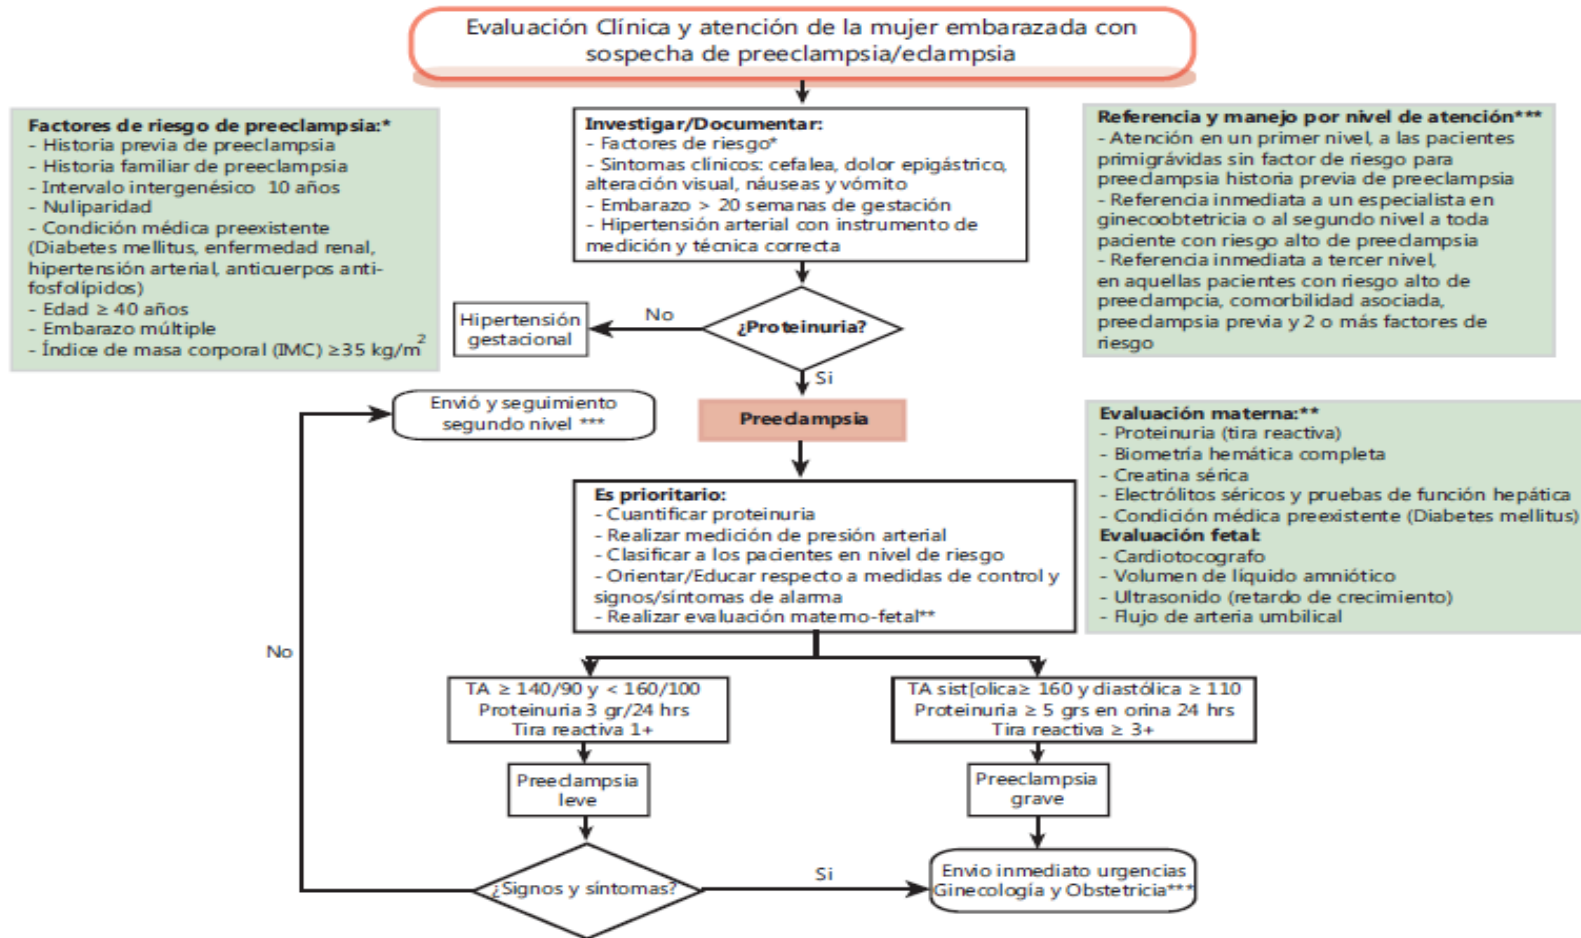 Evaluación Clínica y atención de la mujer embarazada con
sospecha de preeclampsia/eclampsia
Factores de riesgo de preeclampsia:*
- Historia previa de preeclampsia
- Historia familiar de preeclampsia
- Intervalo intergenésico 10 años
- Nuliparidad
- Condición médica preexistente
(Diabetes mellitus, enfermedad renal,
hipertensión arterial, anticuerpos anti-
fosfolípidos)
- Edad ≥ 40 años
- Embarazo múltiple
- Índice de masa corporal (IMC) ≥35 kg/m²
Investigar/Documentar:
- Factores de riesgo*
- Sintomas clínicos: cefalea, dolor epigástrico,
alteración visual, náuseas y vómito
- Embarazo > 20 semanas de gestación
- Hipertensión arterial con instrumento de
medición y técnica correcta
Referencia y manejo por nivel de atención***
- Atención en un primer nivel, a las pacientes
primigrávidas sin factor de riesgo para
preeclampsia historia previa de preeclampsia
- Referencia inmediata a un especialista en
ginecoobtetricia o al segundo nivel a toda
paciente con riesgo alto de preeclampsia
- Referencia inmediata a tercer nivel,
en aquellas pacientes con riesgo alto de
preeclampcia, comorbilidad asociada,
preeclampsia previa y 2 o más factores de
riesgo
¿Proteinuria?
No
Hipertensión
gestacional
Si
Envió y seguimiento
segundo nivel ***
Preeclampsia
Evaluación materna:**
- Proteinuria (tira reactiva)
- Biometría hemática completa
- Creatina sérica
- Electrólitos séricos y pruebas de función hepática
- Condición médica preexistente (Diabetes mellitus)
Evaluación fetal:
- Cardiotocografo
- Volumen de líquido amniótico
- Ultrasonido (retardo de crecimiento)
- Flujo de arteria umbilical
Es prioritario:
- Cuantificar proteinuria
- Realizar medición de presión arterial
- Clasificar a los pacientes en nivel de riesgo
- Orientar/Educar respecto a medidas de control y
signos/síntomas de alarma
- Realizar evaluación materno-fetal**
No
TA ≥ 140/90 y < 160/100
Proteinuria 3 gr/24 hrs
Tira reactiva 1+
TA sist[olica≥ 160 y diastólica ≥ 110
Proteinuria ≥ 5 grs en orina 24 hrs
Tira reactiva ≥ 3+
Preeclampsia
leve
Preeclampsia
grave
¿Signos y síntomas?
Si
Envio inmediato urgencias
Ginecología y Obstetricia***